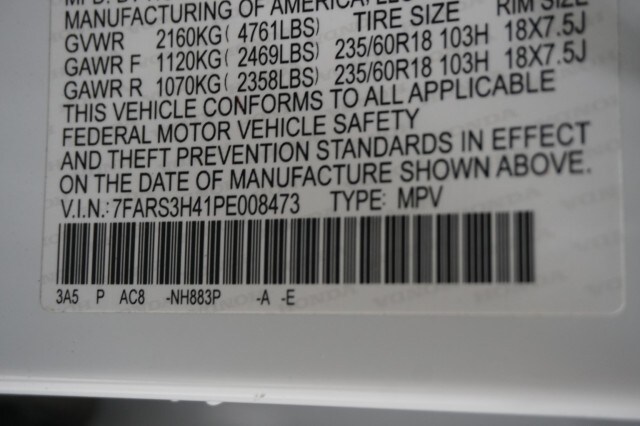 MANUFACTURING OF AMERICA, TIRE SIZE RIM SIZE
GVWR 2160KG( 4761LBS)
GAWR F 1120KG( 2469LBS) 235/60R18 103H 18X7.5J
GAWR R 1070KG( 2358LBS) 235/60R18 103H 18X7.5J
THIS VEHICLE CONFORMS TO ALL APPLICABLE
FEDERAL MOTOR VEHICLE SAFETY
AND THEFT PREVENTION STANDARDS IN EFFECT
ON THE DATE OF MANUFACTURE SHOWN ABOVE.
V.I.N.:7FARS3H41PE008473 TYPE: MPV
3A5 P AC8 -NH883P -A -E